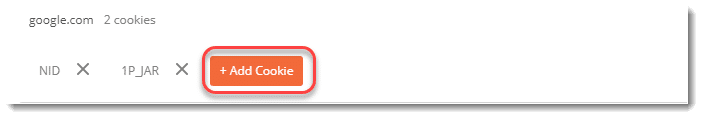 google.com 2 cookies
NID × 1P_JAR × + Add Cookie